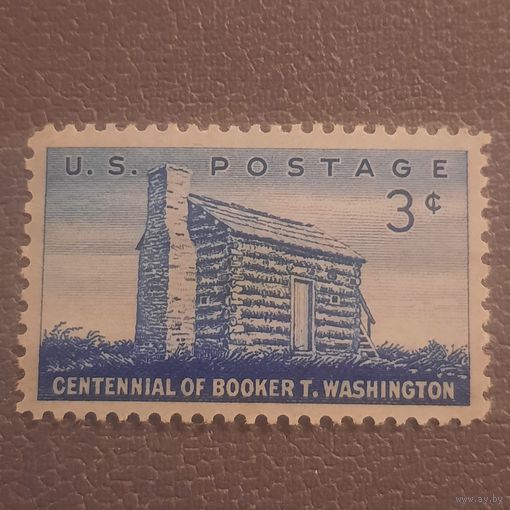 U.S. POSTAGE
3¢
CENTENNIAL OF BOOKER T. WASHINGTON
www.ay.by